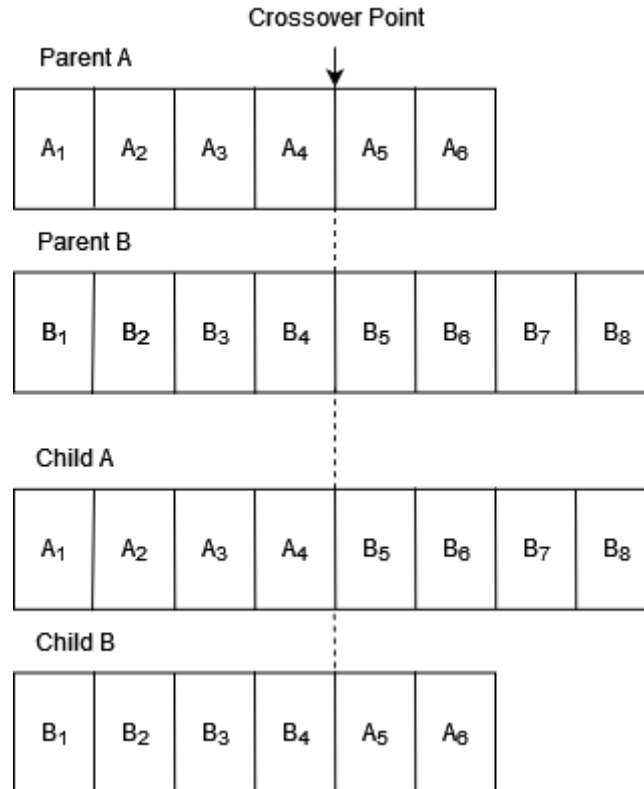 Crossover Point
Parent A
A₁ A₂ A₃ A₄ A₅ A₆
Parent B
B₁ B₂ B₃ B₄ B₅ B₆ B₇ B₈
Child A
A₁ A₂ A₃ A₄ B₅ B₆ B₇ B₈
Child B
B₁ B₂ B₃ B₄ A₅ A₆